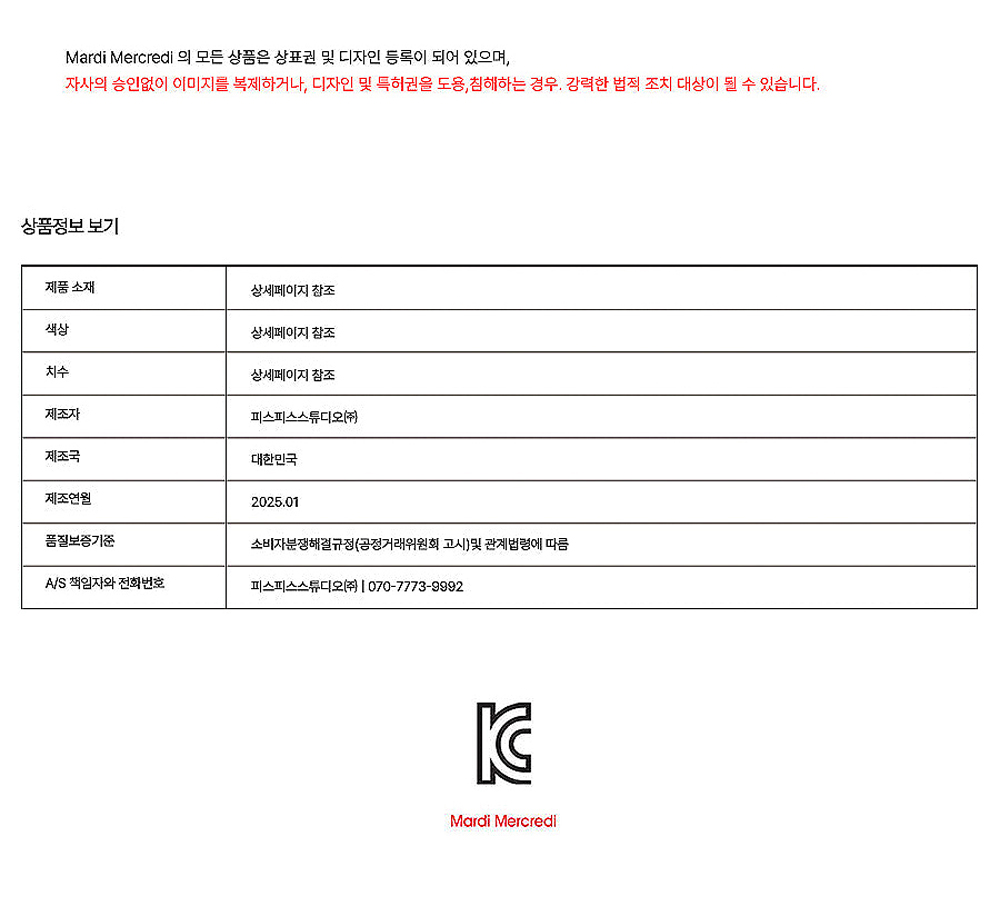 Mardi Mercredi 의 모든 상품은 상표권 및 디자인 등록이 되어 있으며,
자사의 승인없이 이미지를 복제하거나, 디자인 및 특허권을 도용,침해하는 경우. 강력한 법적 조치 대상이 될 수 있습니다.
상품정보 보기
제품 소재 상세페이지 참조
색상 상세페이지 참조
치수 상세페이지 참조
제조자 피스피스스튜디오㈜
제조국 대한민국
제조연월 2025.01
품질보증기준 소비자분쟁해결규정(공정거래위원회 고시)및 관계법령에 따름
A/S 책임자와 전화번호 피스피스스튜디오㈜ | 070-7773-9992
KC
Mardi Mercredi